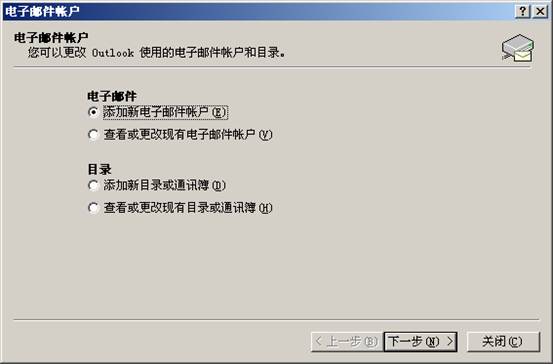 电子邮件帐户
电子邮件帐户
您可以更改 Outlook 使用的电子邮件帐户和目录。
电子邮件
添加新电子邮件帐户(E)
查看或更改现有电子邮件帐户(V)
目录
添加新目录或通讯簿(D)
查看或更改现有目录或通讯簿(H)
< 上一步(B) 下一步(N) > 关闭(C)